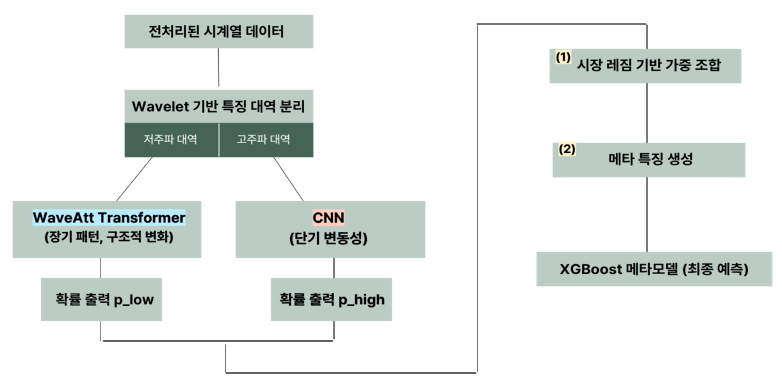 전처리된 시계열 데이터
Wavelet 기반 특징 대역 분리
저주파 대역
고주파 대역
WaveAtt Transformer
(장기 패턴, 구조적 변화)
CNN
(단기 변동성)
확률 출력 p_low
확률 출력 p_high
(1)
시장 레짐 기반 가중 조합
(2)
메타 특징 생성
XGBoost 메타모델 (최종 예측)